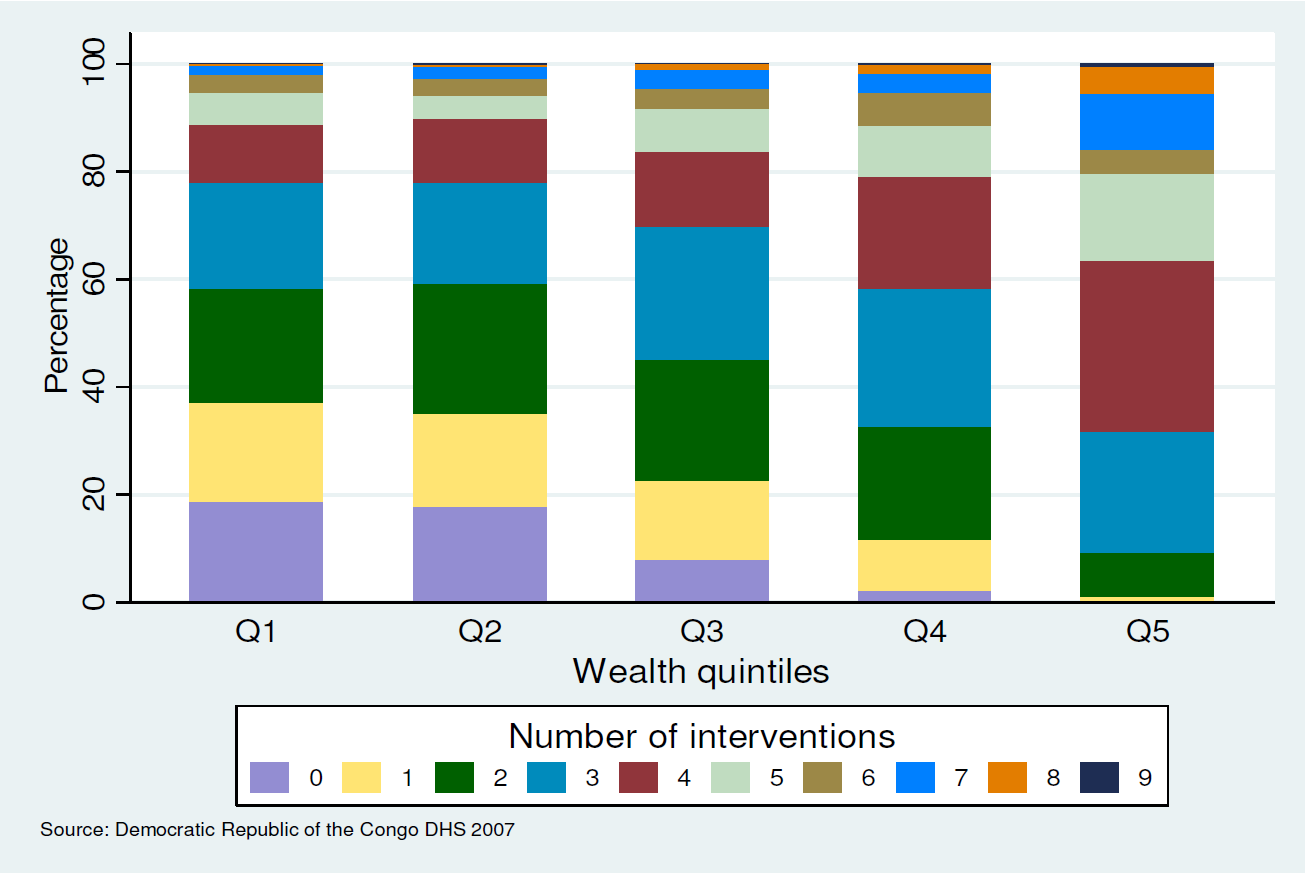 100
80
60
40
20
0
Percentage
Q1 Q2 Q3 Q4 Q5
Wealth quintiles
Number of interventions
0 1 2 3 4 5 6 7 8 9
Source: Democratic Republic of the Congo DHS 2007